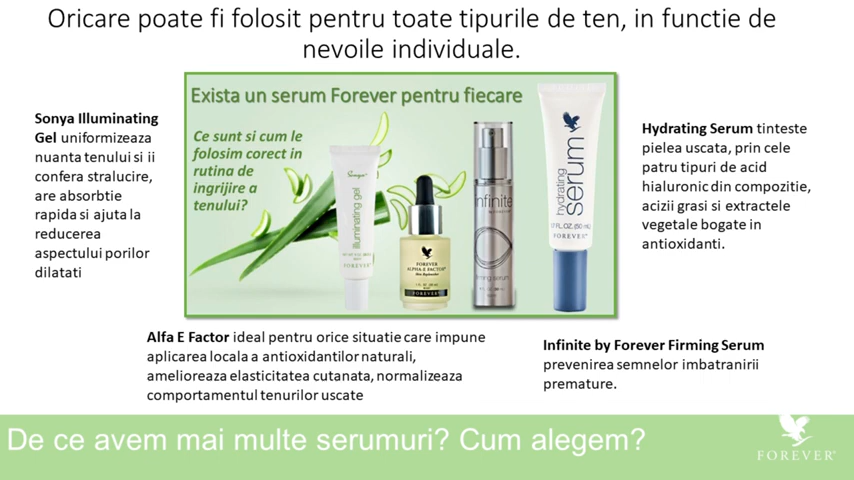 Oricare poate fi folosit pentru toate tipurile de ten, in functie de
nevoile individuale.
Sonya Illuminating
Gel uniformizeaza
nuanta tenului si ii
confera stralucire,
are absorbtie
rapida si ajuta la
reducerea
aspectului porilor
dilatati
Exista un serum Forever pentru fiecare
Ce sunt si cum le
folosim corect in
rutina de
ingrijire a
tenului?
Sonya
illuminating gel
FOREVER
FOREVER
ALPHA-E FACTOR
Skin Replenisher
FOREVER
infinite
firming serum
hydrating
serum
FOREVER
Hydrating Serum tinteste
pielea uscata, prin cele
patru tipuri de acid
hialuronic din compozitie,
acizii grasi si extractele
vegetale bogate in
antioxidanti.
Alfa E Factor ideal pentru orice situatie care impune
aplicarea locala a antioxidantilor naturali,
amelioreaza elasticitatea cutanata, normalizeaza
comportamentul tenurilor uscate
Infinite by Forever Firming Serum
prevenirea semnelor imbatranirii
premature.
De ce avem mai multe serumuri? Cum alegem?
FOREVER